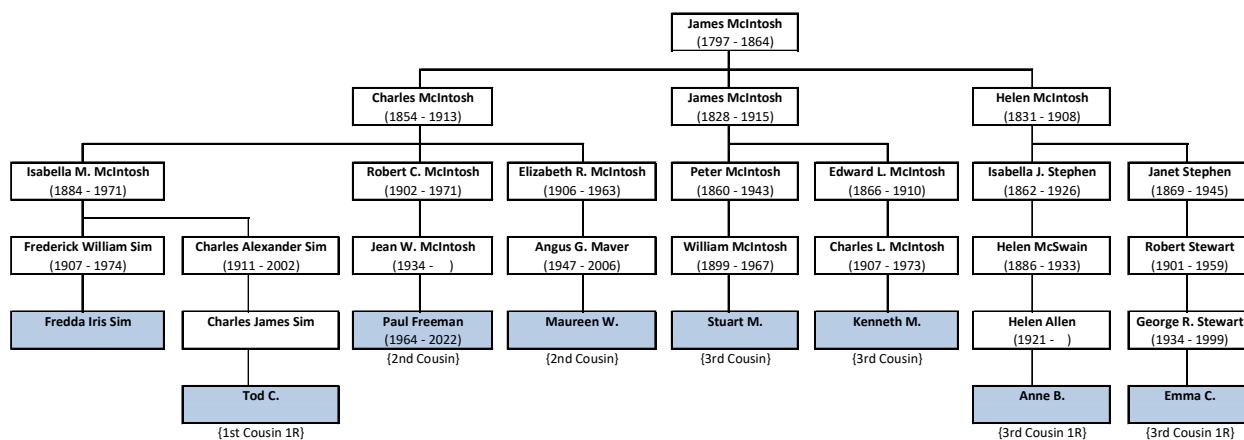 James McIntosh
(1797 - 1864)
Charles McIntosh
(1854 - 1913)
James McIntosh
(1828 - 1915)
Helen McIntosh
(1831 - 1908)
Isabella M. McIntosh
(1884 - 1971)
Robert C. McIntosh
(1902 - 1971)
Elizabeth R. McIntosh
(1906 - 1963)
Peter McIntosh
(1860 - 1943)
Edward L. McIntosh
(1866 - 1910)
Isabella J. Stephen
(1862 - 1926)
Janet Stephen
(1869 - 1945)
Frederick William Sim
(1907 - 1974)
Charles Alexander Sim
(1911 - 2002)
Jean W. McIntosh
(1934 -    )
Angus G. Maver
(1947 - 2006)
William McIntosh
(1899 - 1967)
Charles L. McIntosh
(1907 - 1973)
Helen McSwain
(1886 - 1933)
Robert Stewart
(1901 - 1959)
Fredda Iris Sim
Charles James Sim
Paul Freeman
(1964 - 2022)
{2nd Cousin}
Maureen W.
{2nd Cousin}
Stuart M.
{3rd Cousin}
Kenneth M.
{3rd Cousin}
Helen Allen
(1921 -    )
George R. Stewart
(1934 - 1999)
Tod C.
{1st Cousin 1R}
Anne B.
{3rd Cousin 1R}
Emma C.
{3rd Cousin 1R}